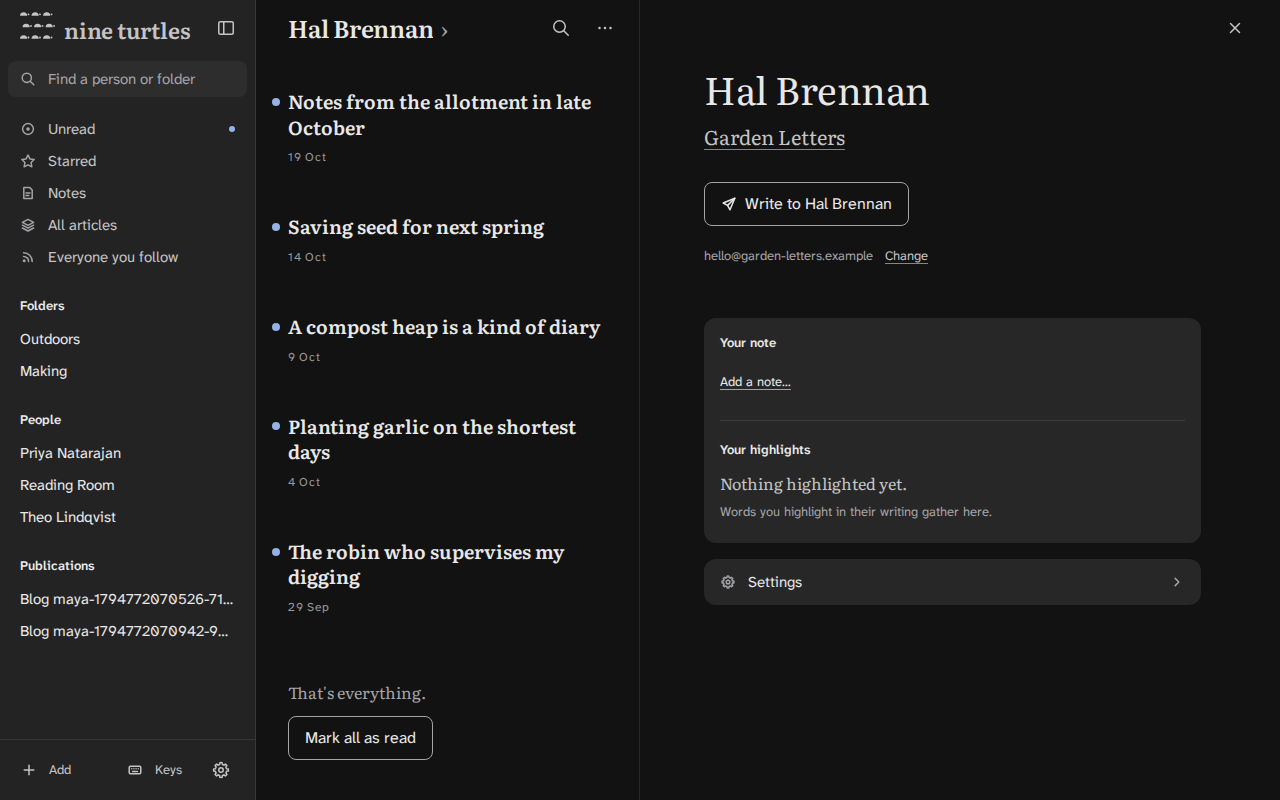 nine turtles
Find a person or folder
Unread
Starred
Notes
All articles
Everyone you follow
Folders
Outdoors
Making
People
Priya Natarajan
Reading Room
Theo Lindqvist
Publications
Blog maya-1794772070526-71...
Blog maya-1794772070942-9...
Add
Keys
Hal Brennan ›
Notes from the allotment in late
October
19 Oct
Saving seed for next spring
14 Oct
A compost heap is a kind of diary
9 Oct
Planting garlic on the shortest
days
4 Oct
The robin who supervises my
digging
29 Sep
That's everything.
Mark all as read
Hal Brennan
Garden Letters
Write to Hal Brennan
hello@garden-letters.example Change
Your note
Add a note...
Your highlights
Nothing highlighted yet.
Words you highlight in their writing gather here.
Settings